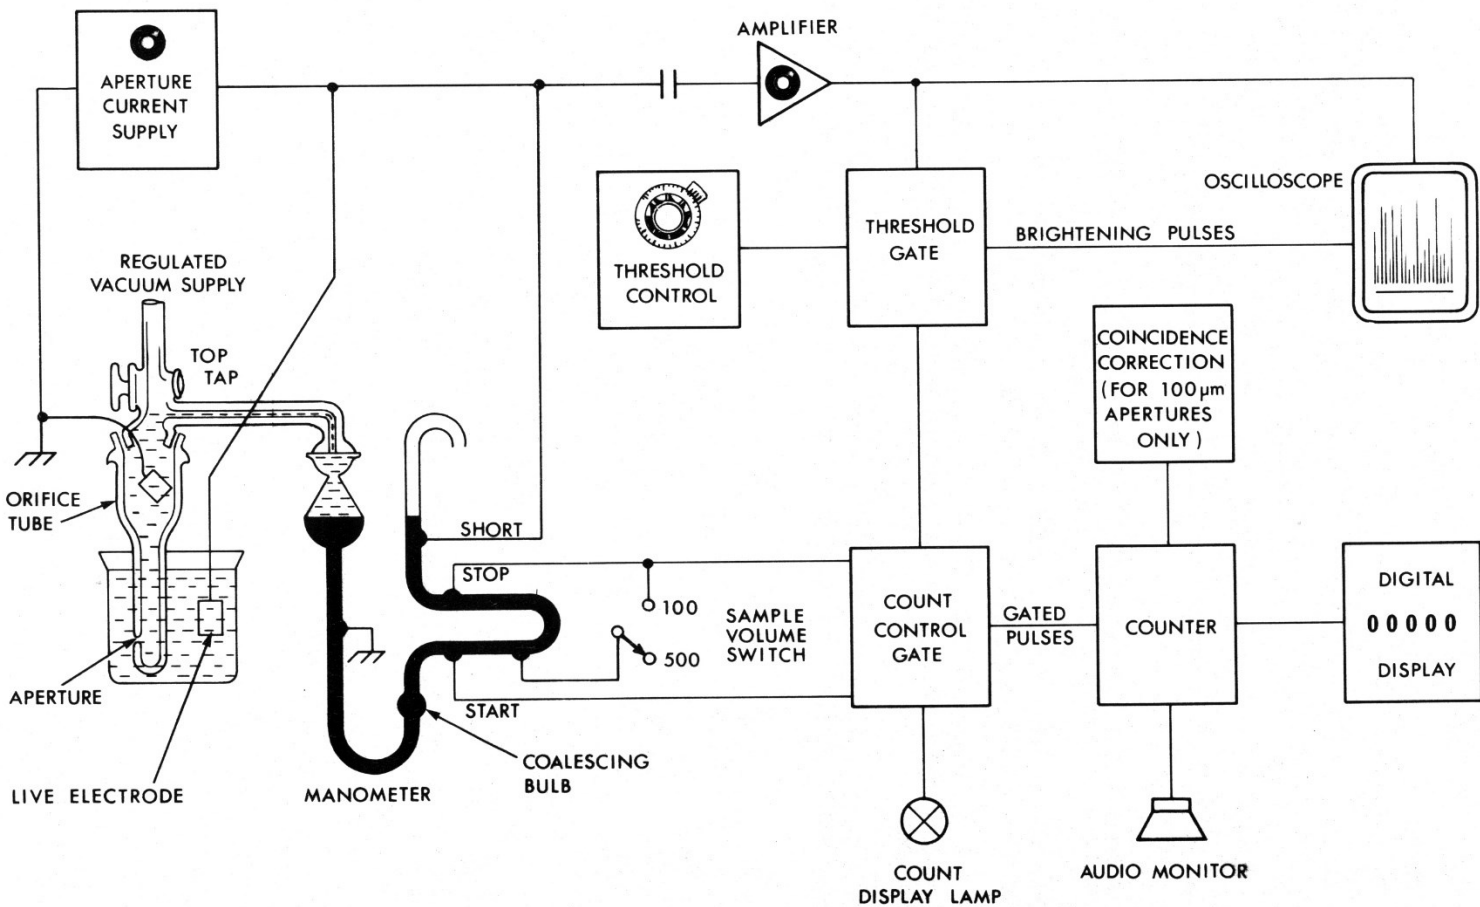 APERTURE
CURRENT
SUPPLY
AMPLIFIER
OSCILLOSCOPE
THRESHOLD
CONTROL
THRESHOLD
GATE
BRIGHTENING PULSES
REGULATED
VACUUM SUPPLY
TOP
TAP
COINCIDENCE
CORRECTION
(FOR 100µm
APERTURES
ONLY)
ORIFICE
TUBE
SHORT
STOP
100
500
SAMPLE
VOLUME
SWITCH
COUNT
CONTROL
GATE
GATED
PULSES
COUNTER
DIGITAL
00000
DISPLAY
APERTURE
START
COALESCING
BULB
LIVE ELECTRODE
MANOMETER
COUNT
DISPLAY LAMP
AUDIO MONITOR